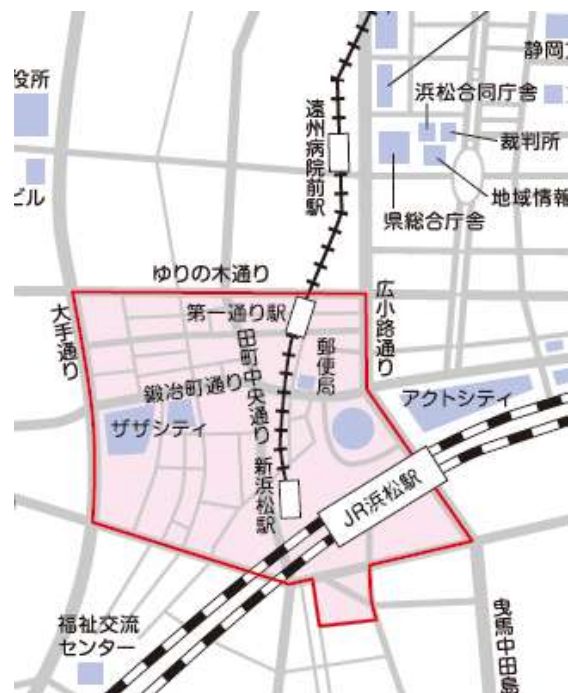 静岡
役所
浜松合同庁舎
裁判所
ビル
遠州病院前駅
地域情報
県総合庁舎
ゆりの木通り
大手通り
第一通り駅
広小路通り
田町中央通り
郵便局
鍛冶町通り
アクトシティ
ザザシティ
新浜松駅
JR浜松駅
福祉交流
センター
曳馬中田島